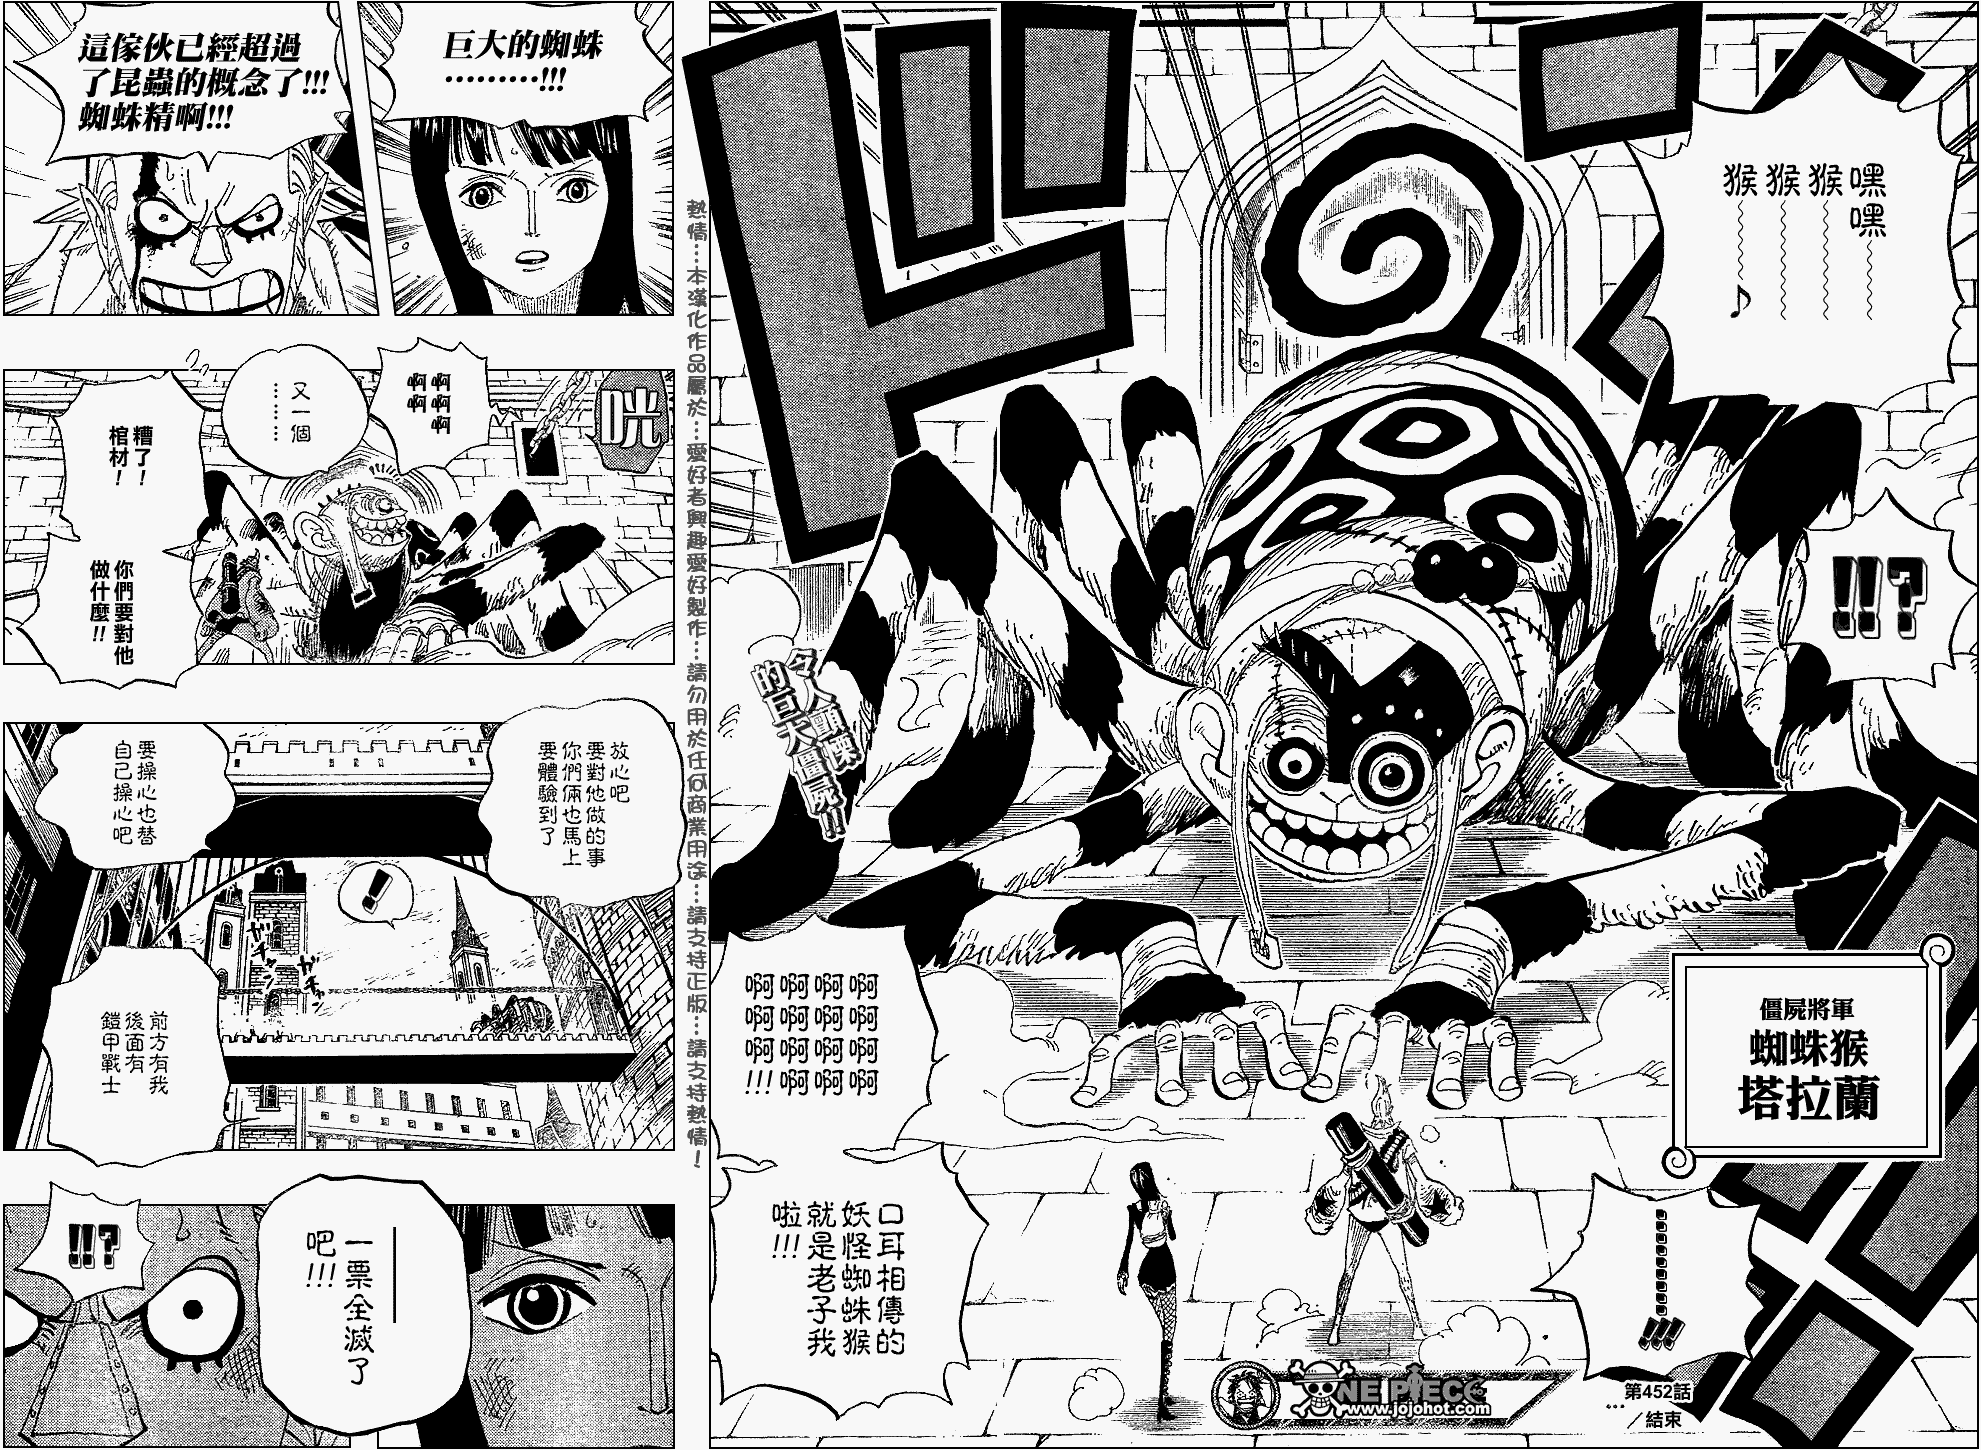 嘿嘿～～
猴～～～
猴～～～
猴～～♪
!!?
令人顫慄
的巨大僵屍!!
僵屍將軍
蜘蛛猴
塔拉蘭
啊啊啊啊
啊啊啊啊
啊啊啊啊
啊啊啊!!!
口耳相傳的
妖怪蜘蛛猴
就是老子我
啦!!!
…………!!!
第452話
…／結束
ONE PIECE
www.jojohot.com
熱情…本漢化作品屬於…愛好者興趣愛好製作…請勿用於任何商業用途…請支持正版…請支持熱情！
巨大的蜘蛛
………!!!
這傢伙已經超過
了昆蟲的概念了!!!
蜘蛛精啊!!!
咣
啊啊啊
啊啊
又一個
………
糟了！
棺材！
你們要對他
做什麼!!
放心吧
要對他做的事
你們倆也馬上
要體驗到了
要操心也替
自己操心吧
!
前方有我
後面有
鎧甲戰士
——
一票全滅了
吧!!!
!!?